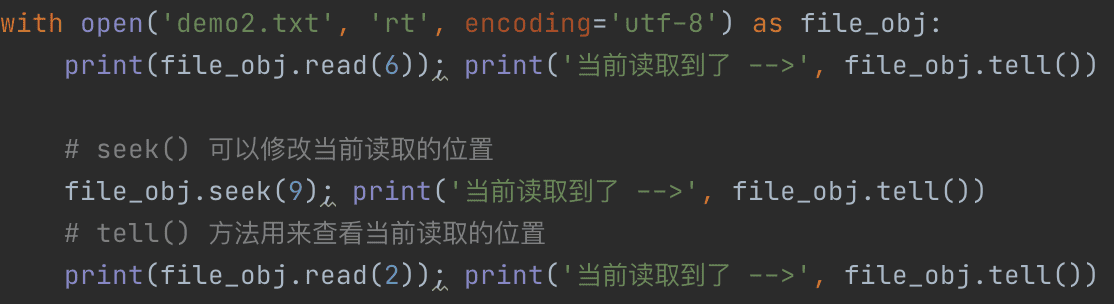 with open('demo2.txt', 'rt', encoding='utf-8') as file_obj:
    print(file_obj.read(6)); print('当前读取到了 -->', file_obj.tell())
    # seek() 可以修改当前读取的位置
    file_obj.seek(9); print('当前读取到了 -->', file_obj.tell())
    # tell() 方法用来查看当前读取的位置
    print(file_obj.read(2)); print('当前读取到了 -->', file_obj.tell())